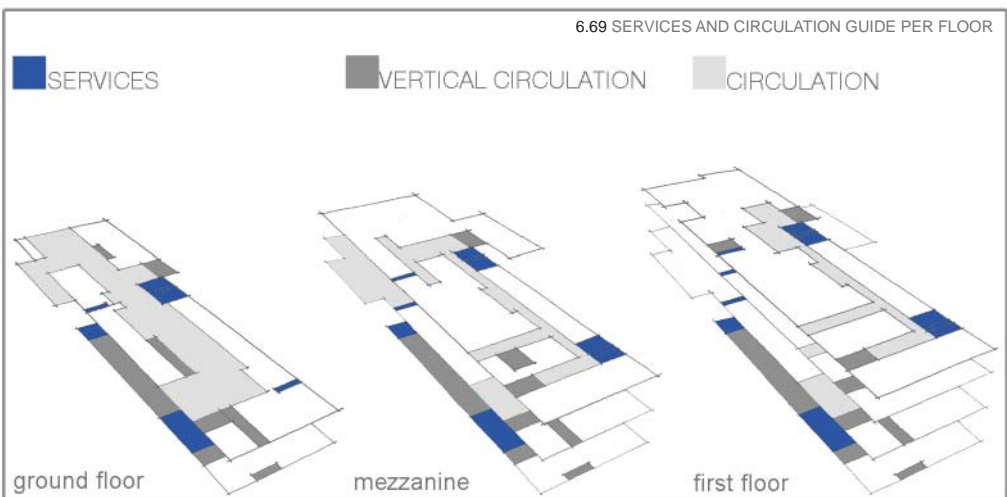 6.69 SERVICES AND CIRCULATION GUIDE PER FLOOR
SERVICES VERTICAL CIRCULATION CIRCULATION
ground floor mezzanine first floor